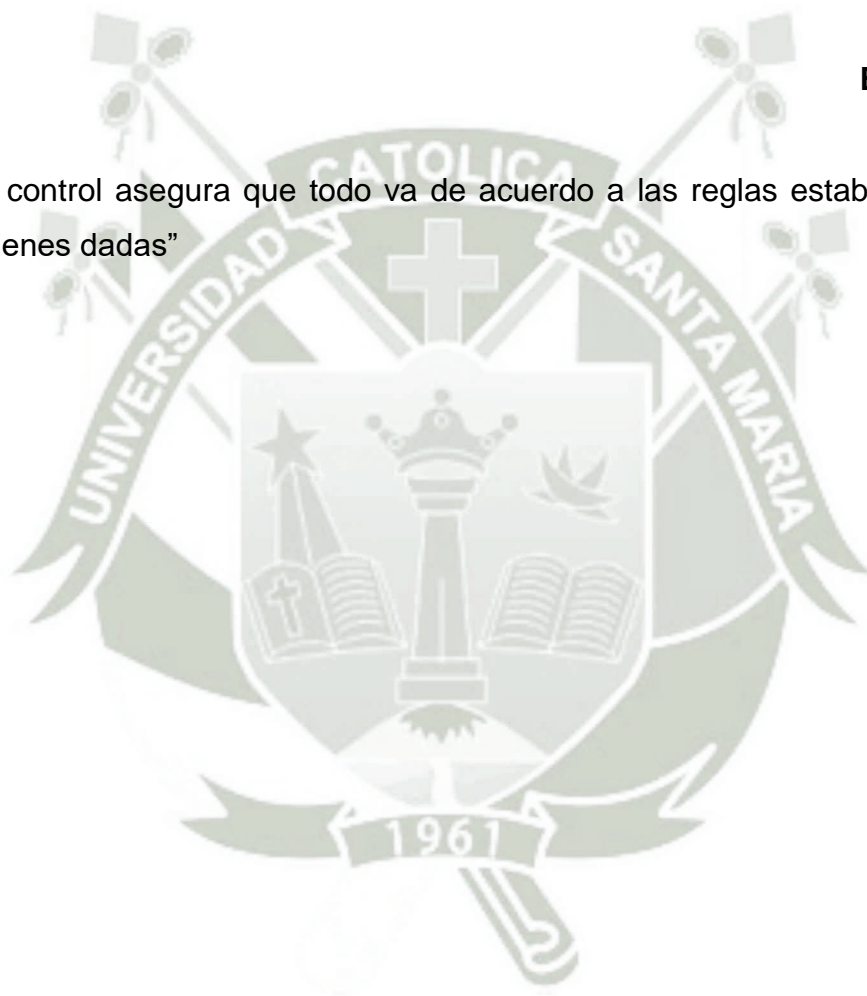 control asegura que todo va de acuerdo a las reglas estab
enes dadas”
CATOLICA
UNIVERSIDAD
SANTA MARIA
1961